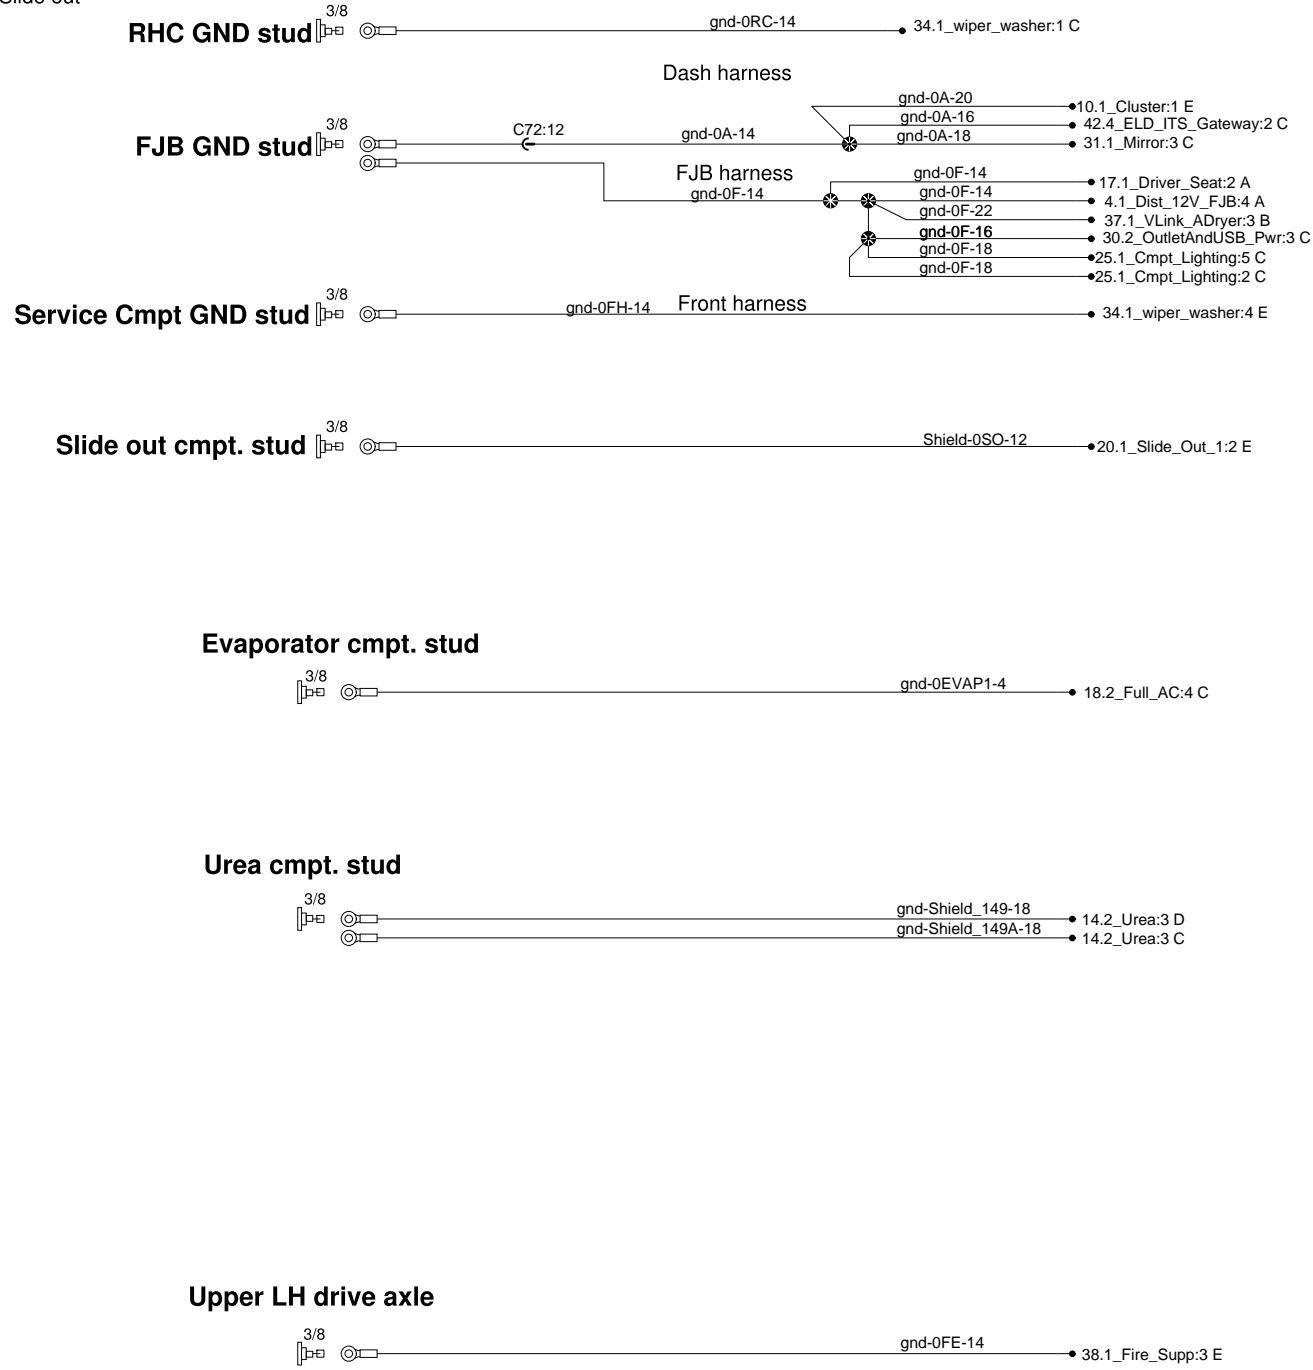 3/8
RHC GND stud
gnd-0RC-14
34.1_wiper_washer:1 C
Dash harness
gnd-0A-20
10.1_Cluster:1 E
gnd-0A-16
42.4_ELD_ITS_Gateway:2 C
3/8
FJB GND stud
C72:12
gnd-0A-14
gnd-0A-18
31.1_Mirror:3 C
FJB harness
gnd-0F-14
gnd-0F-14
17.1_Driver_Seat:2 A
gnd-0F-14
4.1_Dist_12V_FJB:4 A
gnd-0F-22
37.1_VLink_ADryer:3 B
gnd-0F-16
30.2_OutletAndUSB_Pwr:3 C
gnd-0F-18
25.1_Cmpt_Lighting:5 C
gnd-0F-18
25.1_Cmpt_Lighting:2 C
3/8
Service Cmpt GND stud
gnd-0FH-14
Front harness
34.1_wiper_washer:4 E
3/8
Slide out cmpt. stud
Shield-0SO-12
20.1_Slide_Out_1:2 E
Evaporator cmpt. stud
3/8
gnd-0EVAP1-4
18.2_Full_AC:4 C
Urea cmpt. stud
3/8
gnd-Shield_149-18
14.2_Urea:3 D
gnd-Shield_149A-18
14.2_Urea:3 C
Upper LH drive axle
3/8
gnd-0FE-14
38.1_Fire_Supp:3 E